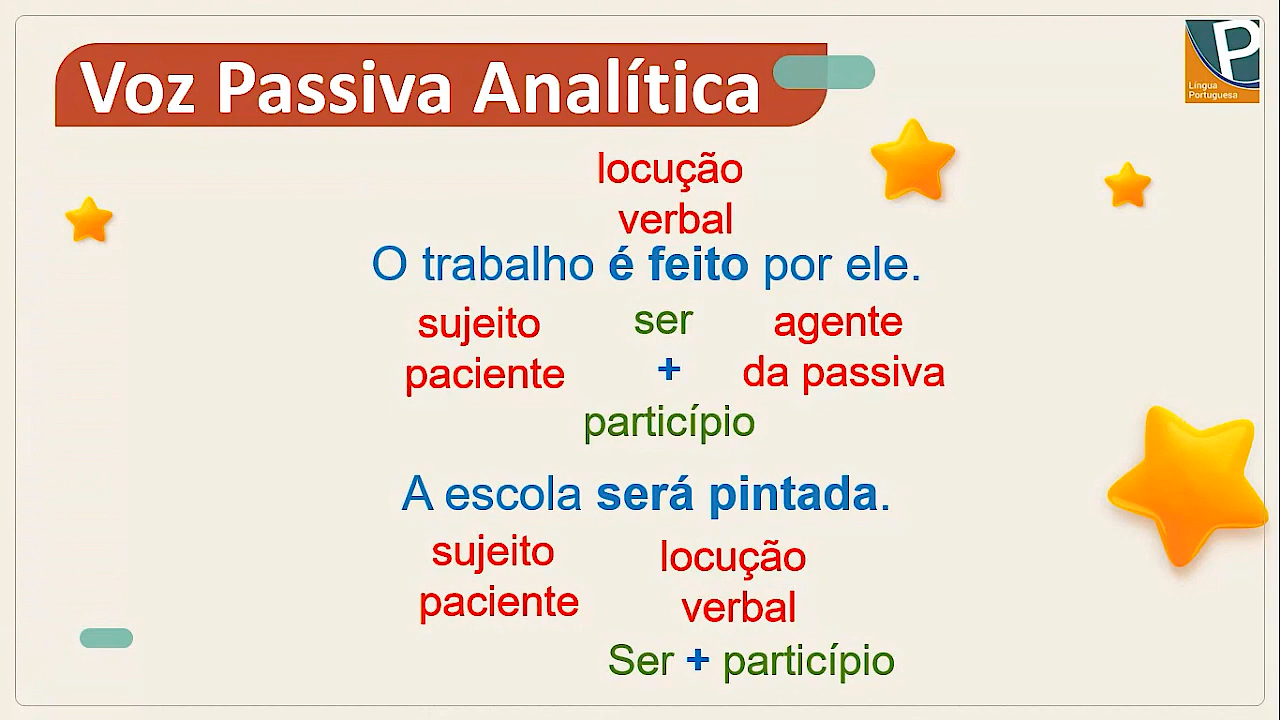 Voz Passiva Analítica
Língua
Portuguesa
locução
verbal
O trabalho é feito por ele.
sujeito ser agente
paciente + da passiva
particípio
A escola será pintada.
sujeito locução
paciente verbal
Ser + particípio